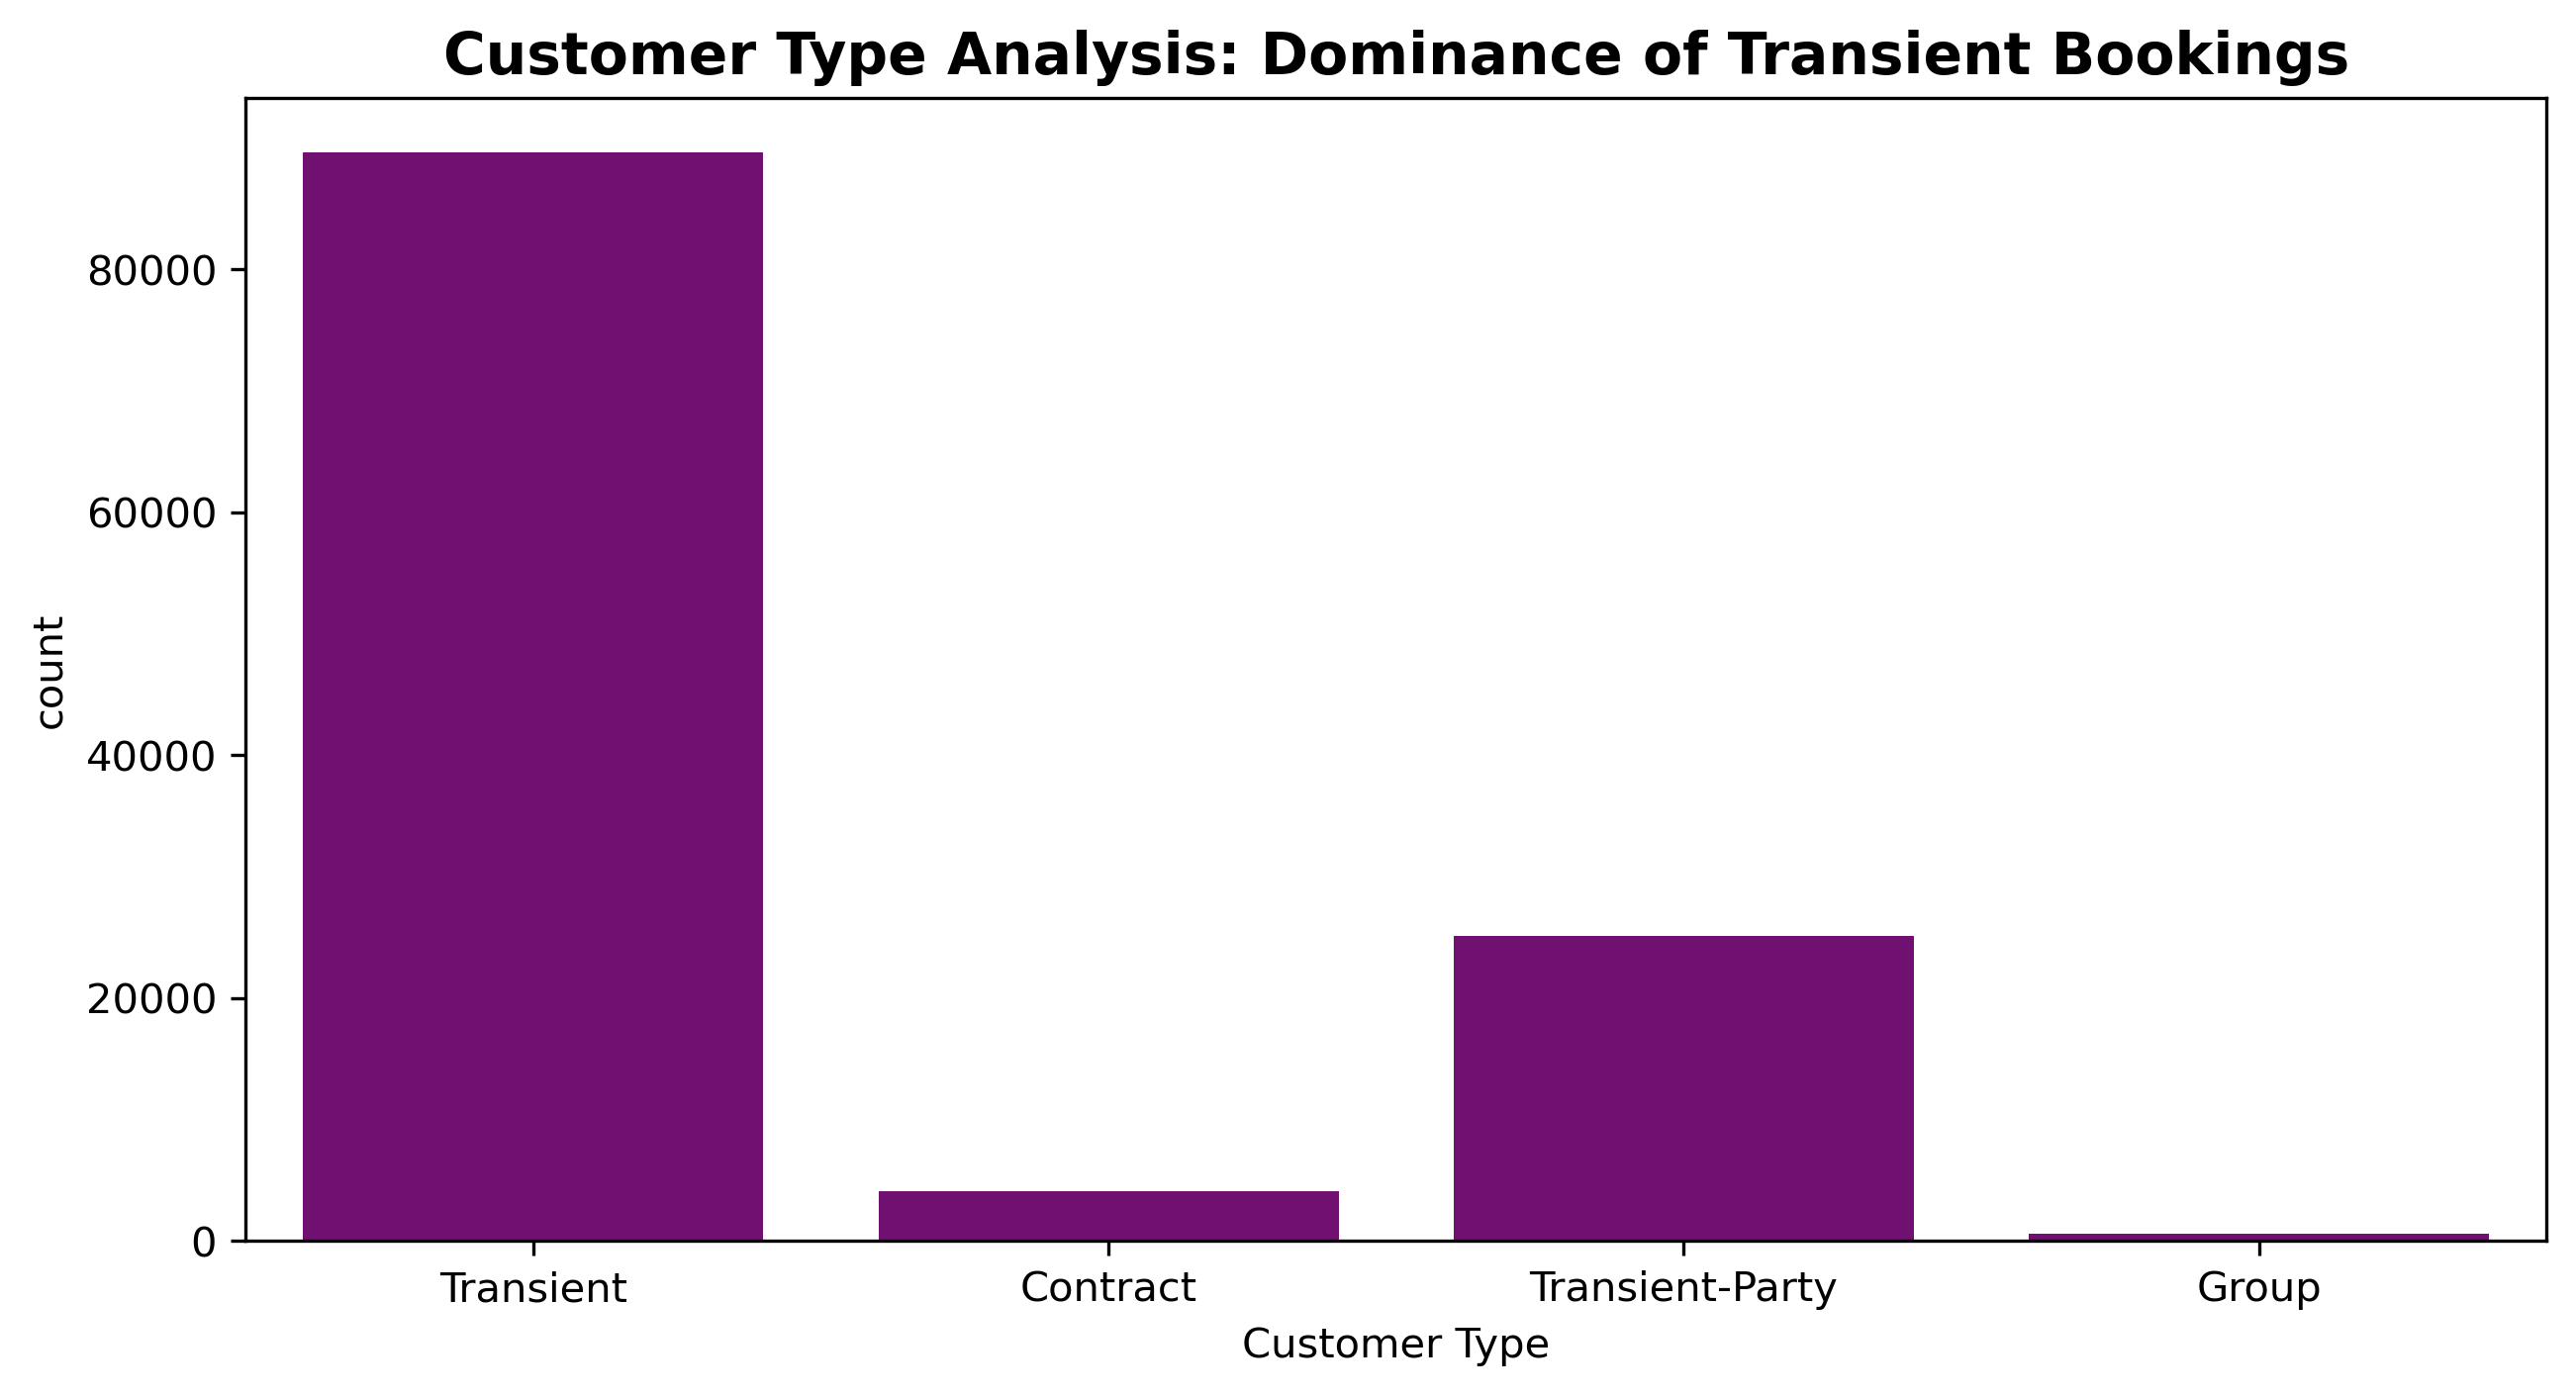 Customer Type Analysis: Dominance of Transient Bookings
count
80000
60000
40000
20000
0
Transient
Contract
Transient-Party
Group
Customer Type